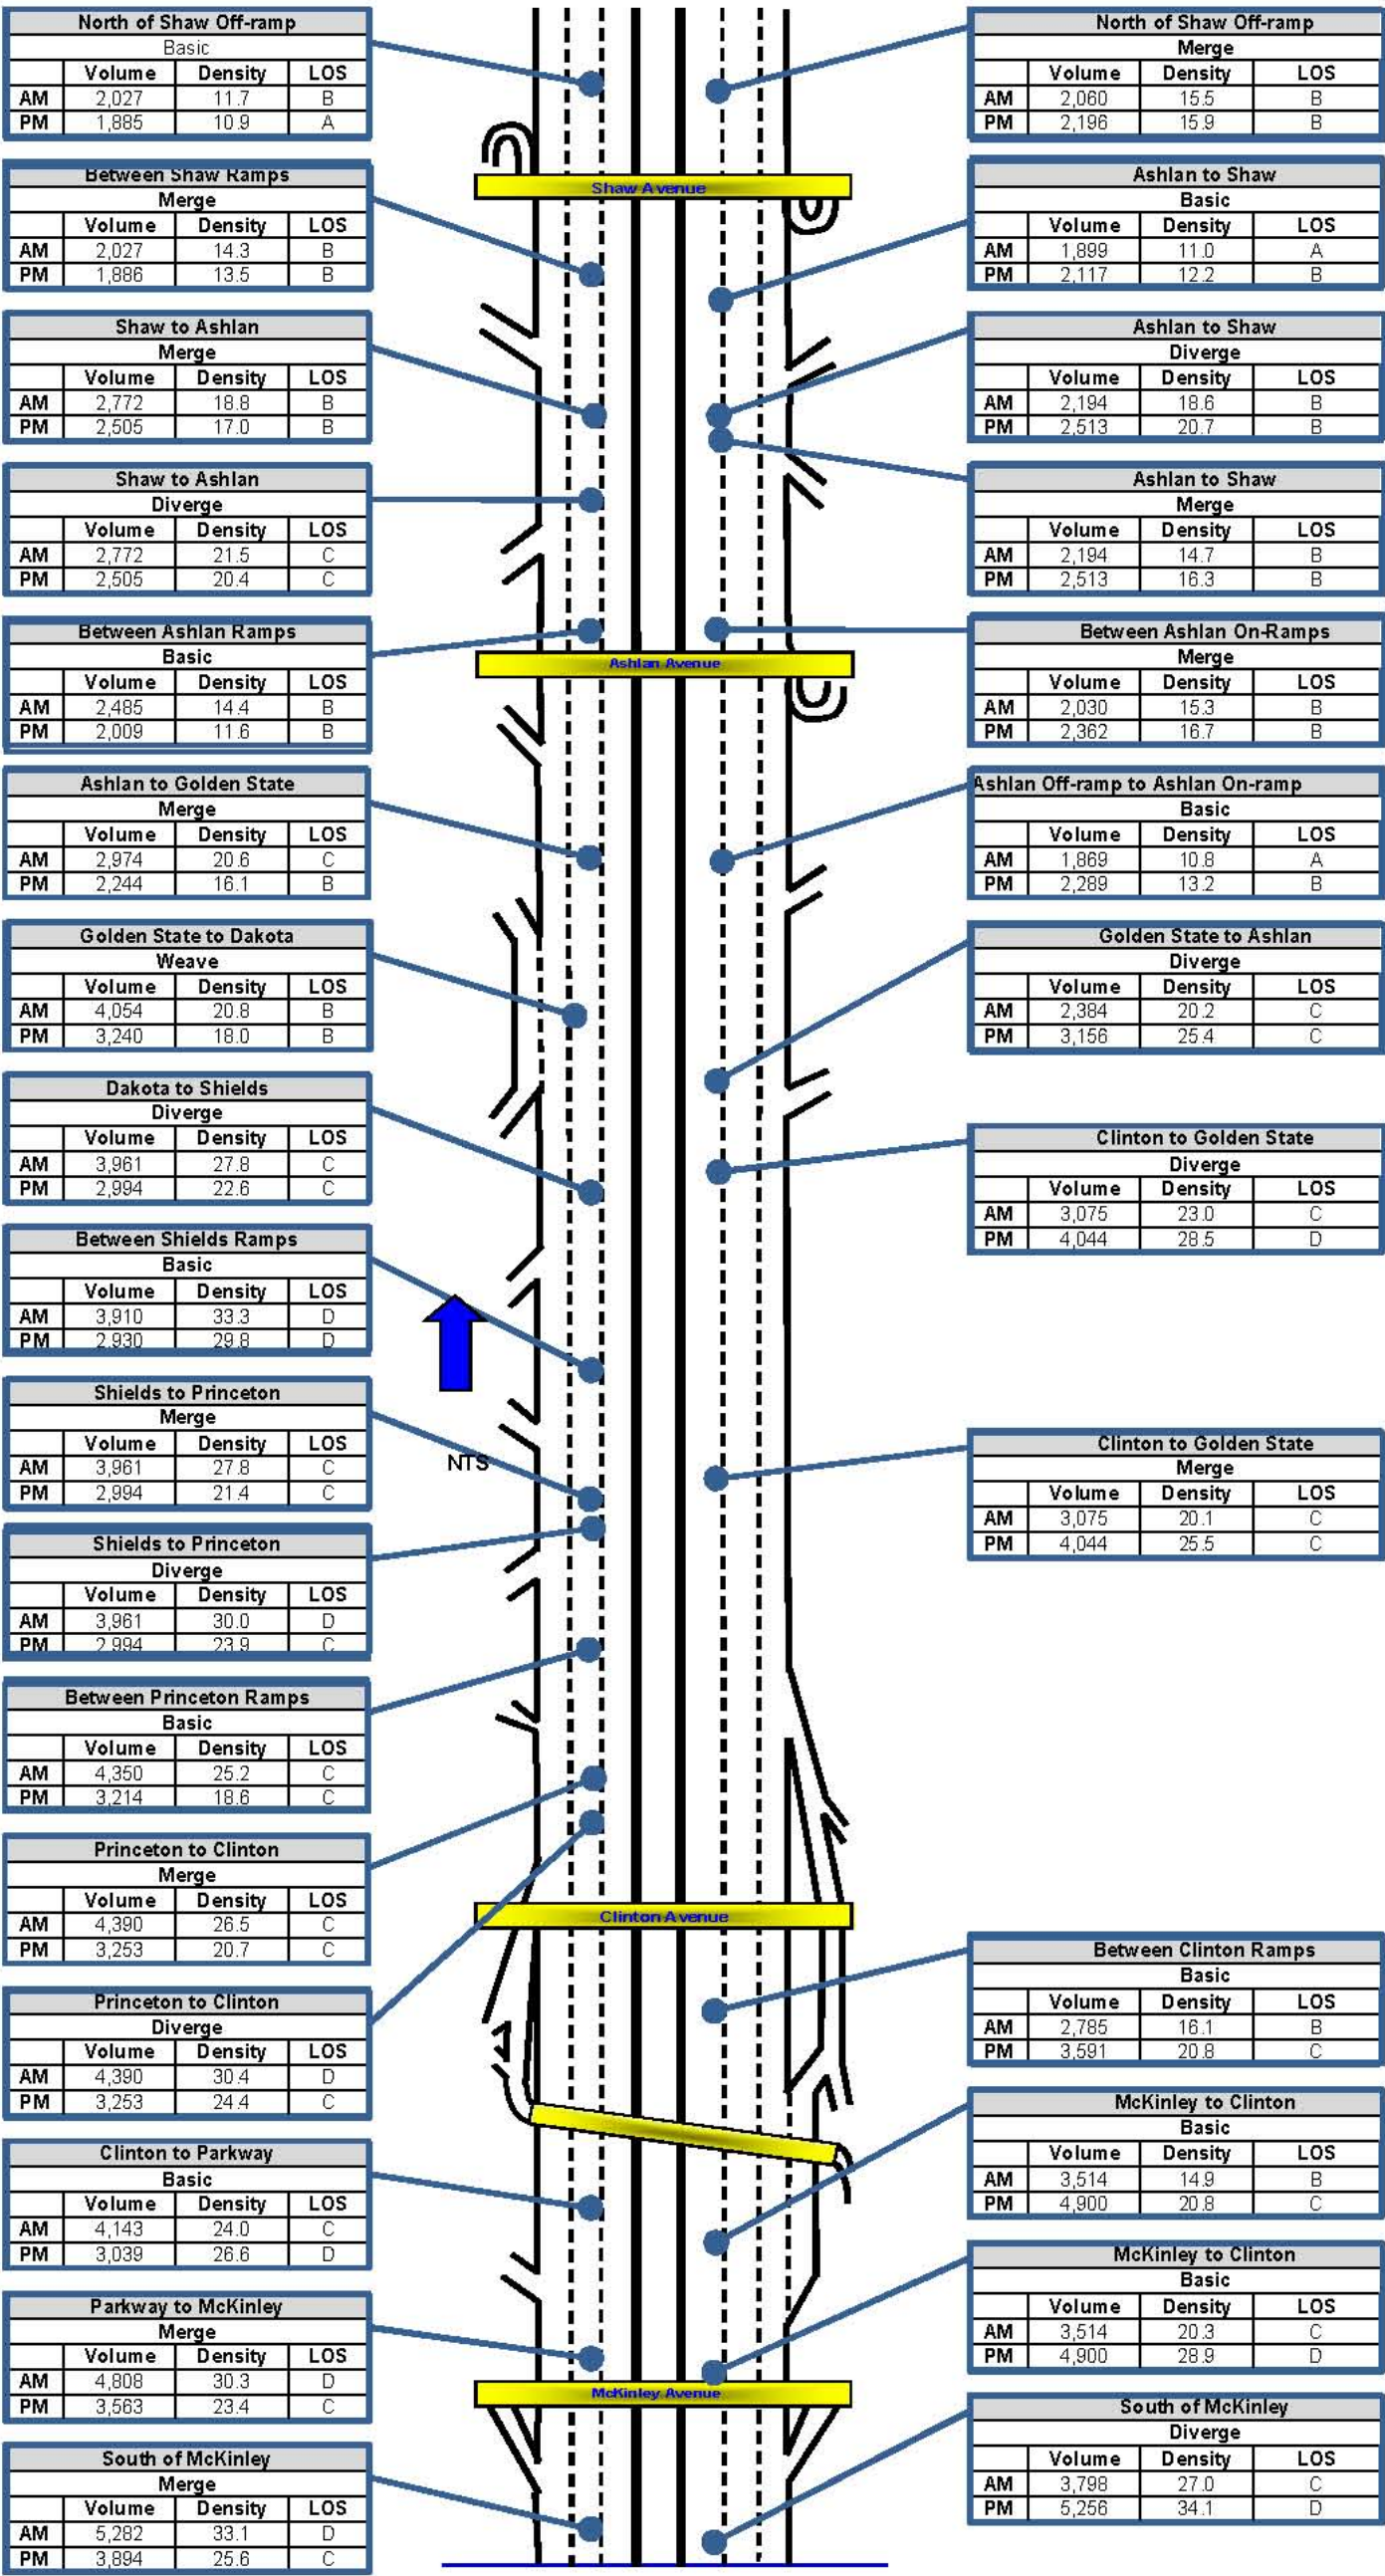 North of Shaw Off-ramp
Basic
Volume Density LOS
AM 2,027 11.7 B
PM 1,885 10.9 A
Between Shaw Ramps
Merge
Volume Density LOS
AM 2,027 14.3 B
PM 1,886 13.5 B
Shaw to Ashlan
Merge
Volume Density LOS
AM 2,772 18.8 B
PM 2,505 17.0 B
Shaw to Ashlan
Diverge
Volume Density LOS
AM 2,772 21.5 C
PM 2,505 20.4 C
Between Ashlan Ramps
Basic
Volume Density LOS
AM 2,485 14.4 B
PM 2,009 11.6 B
Ashlan to Golden State
Merge
Volume Density LOS
AM 2,974 20.6 C
PM 2,244 16.1 B
Golden State to Dakota
Weave
Volume Density LOS
AM 4,054 20.8 B
PM 3,240 18.0 B
Dakota to Shields
Diverge
Volume Density LOS
AM 3,961 27.8 C
PM 2,994 22.6 C
Between Shields Ramps
Basic
Volume Density LOS
AM 3,910 33.3 D
PM 2,930 29.8 D
Shields to Princeton
Merge
Volume Density LOS
AM 3,961 27.8 C
PM 2,994 21.4 C
Shields to Princeton
Diverge
Volume Density LOS
AM 3,961 30.0 D
PM 2,994 23.9 C
Between Princeton Ramps
Basic
Volume Density LOS
AM 4,350 25.2 C
PM 3,214 18.6 C
Princeton to Clinton
Merge
Volume Density LOS
AM 4,390 26.5 C
PM 3,253 20.7 C
Princeton to Clinton
Diverge
Volume Density LOS
AM 4,390 30.4 D
PM 3,253 24.4 C
Clinton to Parkway
Basic
Volume Density LOS
AM 4,143 24.0 C
PM 3,039 26.6 D
Parkway to McKinley
Merge
Volume Density LOS
AM 4,808 30.3 D
PM 3,563 23.4 C
South of McKinley
Merge
Volume Density LOS
AM 5,282 33.1 D
PM 3,894 25.6 C
Shaw Avenue
Ashlan Avenue
NTS
Clinton Avenue
McKinley Avenue
North of Shaw Off-ramp
Merge
Volume Density LOS
AM 2,060 15.5 B
PM 2,196 15.9 B
Ashlan to Shaw
Basic
Volume Density LOS
AM 1,899 11.0 A
PM 2,117 12.2 B
Ashlan to Shaw
Diverge
Volume Density LOS
AM 2,194 18.6 B
PM 2,513 20.7 B
Ashlan to Shaw
Merge
Volume Density LOS
AM 2,194 14.7 B
PM 2,513 16.3 B
Between Ashlan On-Ramps
Merge
Volume Density LOS
AM 2,030 15.3 B
PM 2,362 16.7 B
Ashlan Off-ramp to Ashlan On-ramp
Basic
Volume Density LOS
AM 1,869 10.8 A
PM 2,289 13.2 B
Golden State to Ashlan
Diverge
Volume Density LOS
AM 2,384 20.2 C
PM 3,156 25.4 C
Clinton to Golden State
Diverge
Volume Density LOS
AM 3,075 23.0 C
PM 4,044 28.5 D
Clinton to Golden State
Merge
Volume Density LOS
AM 3,075 20.1 C
PM 4,044 25.5 C
Between Clinton Ramps
Basic
Volume Density LOS
AM 2,785 16.1 B
PM 3,591 20.8 C
McKinley to Clinton
Basic
Volume Density LOS
AM 3,514 14.9 B
PM 4,900 20.8 C
McKinley to Clinton
Basic
Volume Density LOS
AM 3,514 20.3 C
PM 4,900 28.9 D
South of McKinley
Diverge
Volume Density LOS
AM 3,798 27.0 C
PM 5,256 34.1 D